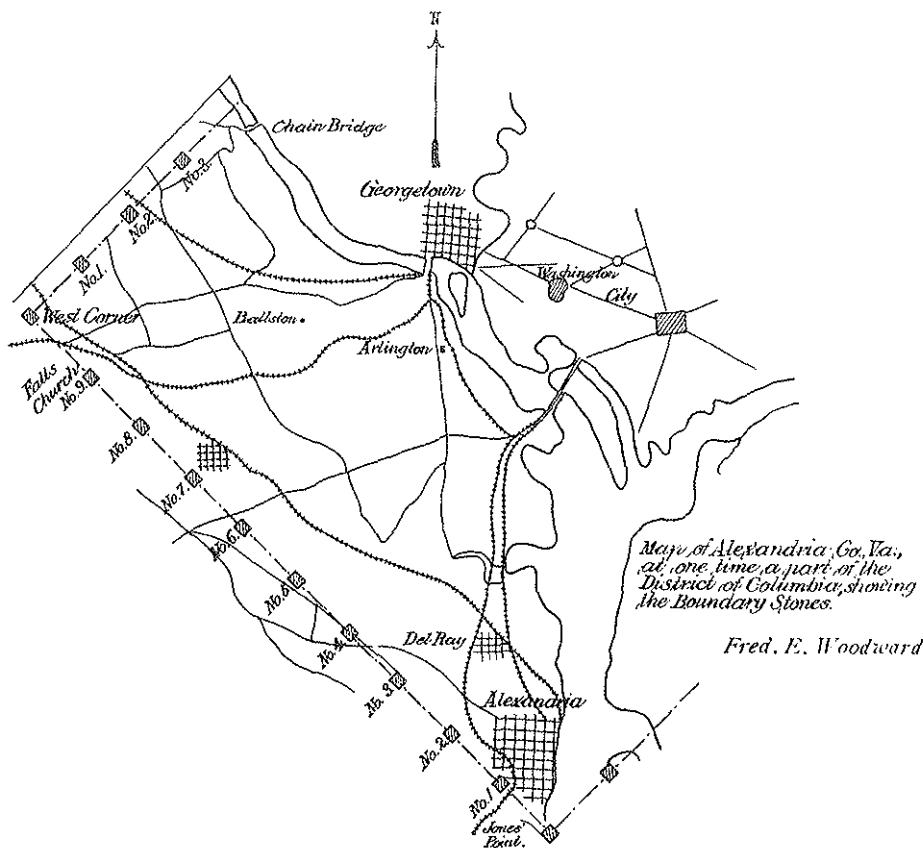 N
Chain Bridge
Georgetown
No. 3.
No. 2
No. 1.
West Corner
Washington
City
Ballston.
Arlington
Falls
Church
No. 9.
No. 8.
No. 7.
No. 6.
No. 5
No. 4.
No. 3
No. 2
No. 1
Map of Alexandria, Co., Va.,
at one time a part of the
District of Columbia, showing
the Boundary Stones.
Fred. E. Woodward
Del Ray
Alexandria
Jones'
Point.